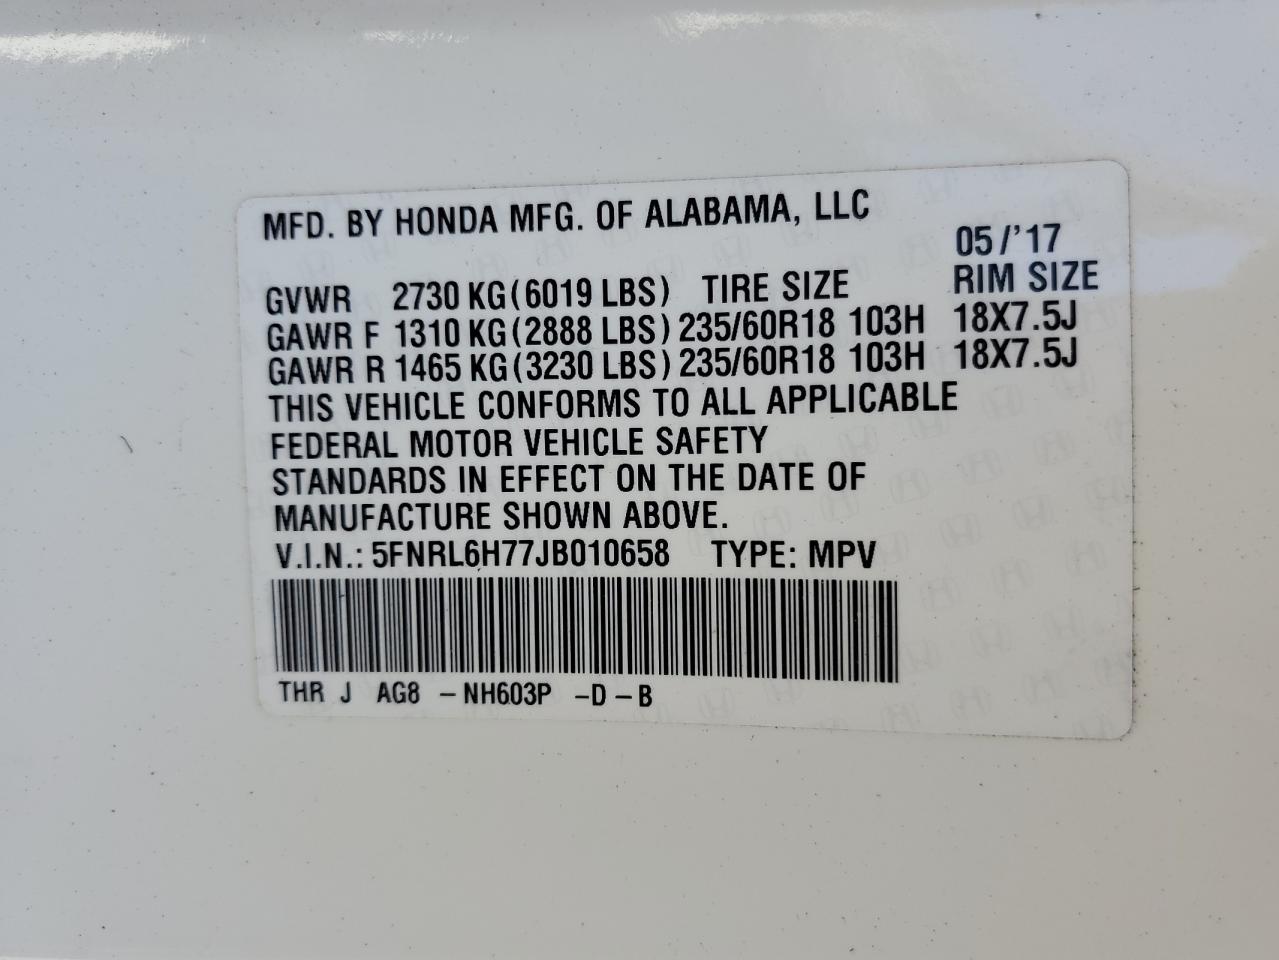 MFD. BY HONDA MFG. OF ALABAMA, LLC
05/'17
GVWR 2730 KG(6019 LBS) TIRE SIZE RIM SIZE
GAWR F 1310 KG(2888 LBS) 235/60R18 103H 18X7.5J
GAWR R 1465 KG(3230 LBS) 235/60R18 103H 18X7.5J
THIS VEHICLE CONFORMS TO ALL APPLICABLE
FEDERAL MOTOR VEHICLE SAFETY
STANDARDS IN EFFECT ON THE DATE OF
MANUFACTURE SHOWN ABOVE.
V.I.N.: 5FNRL6H77JB010658 TYPE: MPV
THR J AG8 -NH603P -D-B